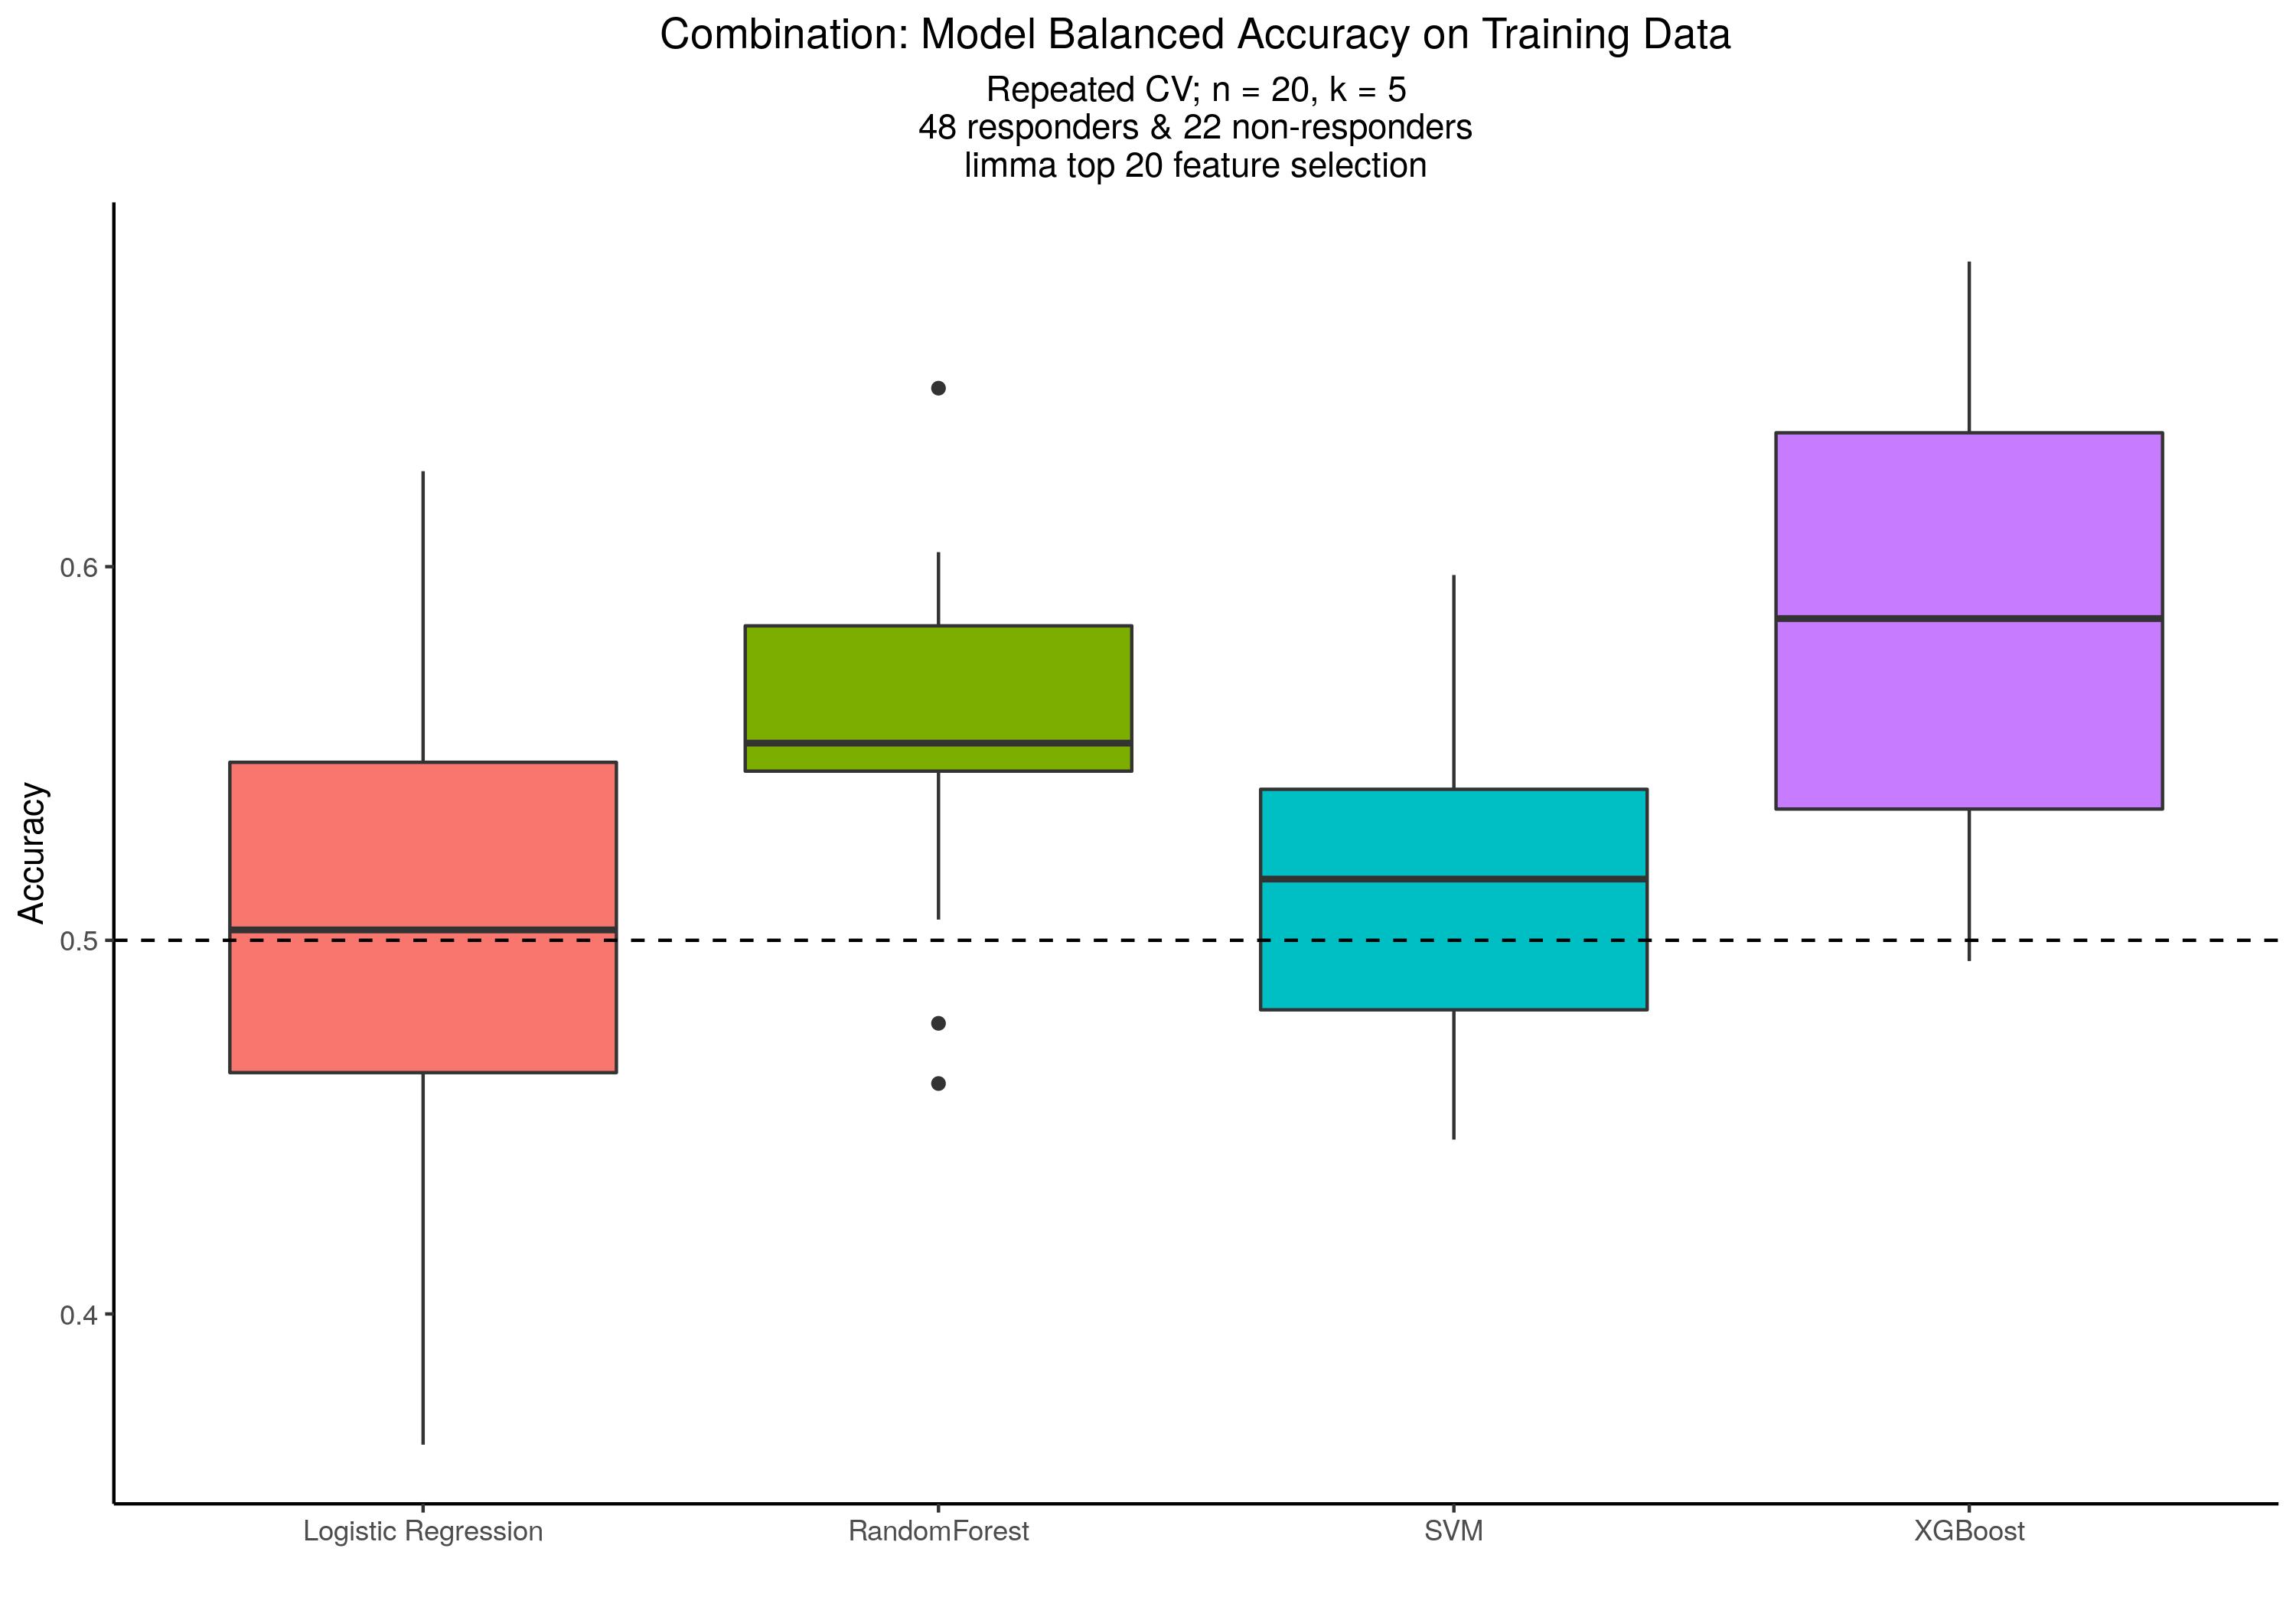 Combination: Model Balanced Accuracy on Training Data
Repeated CV; n = 20, k = 5
48 responders & 22 non-responders
limma top 20 feature selection
Accuracy
0.6
0.5
0.4
Logistic Regression
RandomForest
SVM
XGBoost